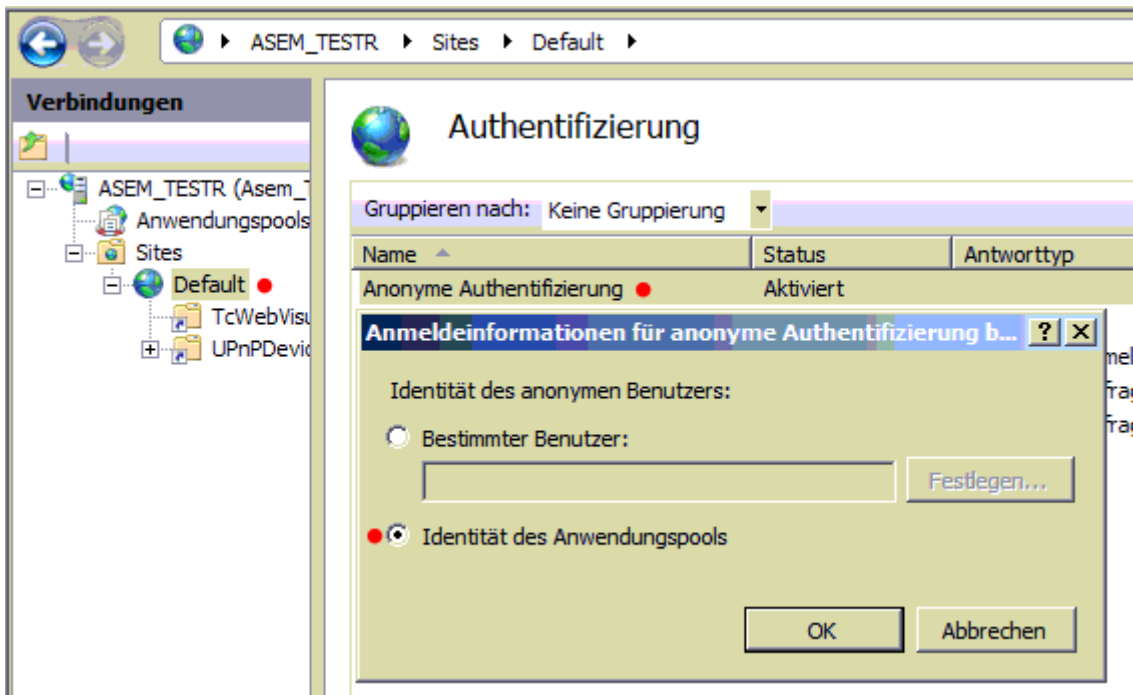 ASEM_TESTR Sites Default
Verbindungen
Authentifizierung
ASEM_TESTR (Asem_T
Anwendungspools
Sites
Default
TcWebVisu
UPnPDevic
Gruppieren nach: Keine Gruppierung
Name Status Antworttyp
Anonyme Authentifizierung Aktiviert
Anmeldeinformationen für anonyme Authentifizierung b... ? X
Identität des anonymen Benutzers:
Bestimmter Benutzer:
Festlegen...
Identität des Anwendungspools
OK Abbrechen